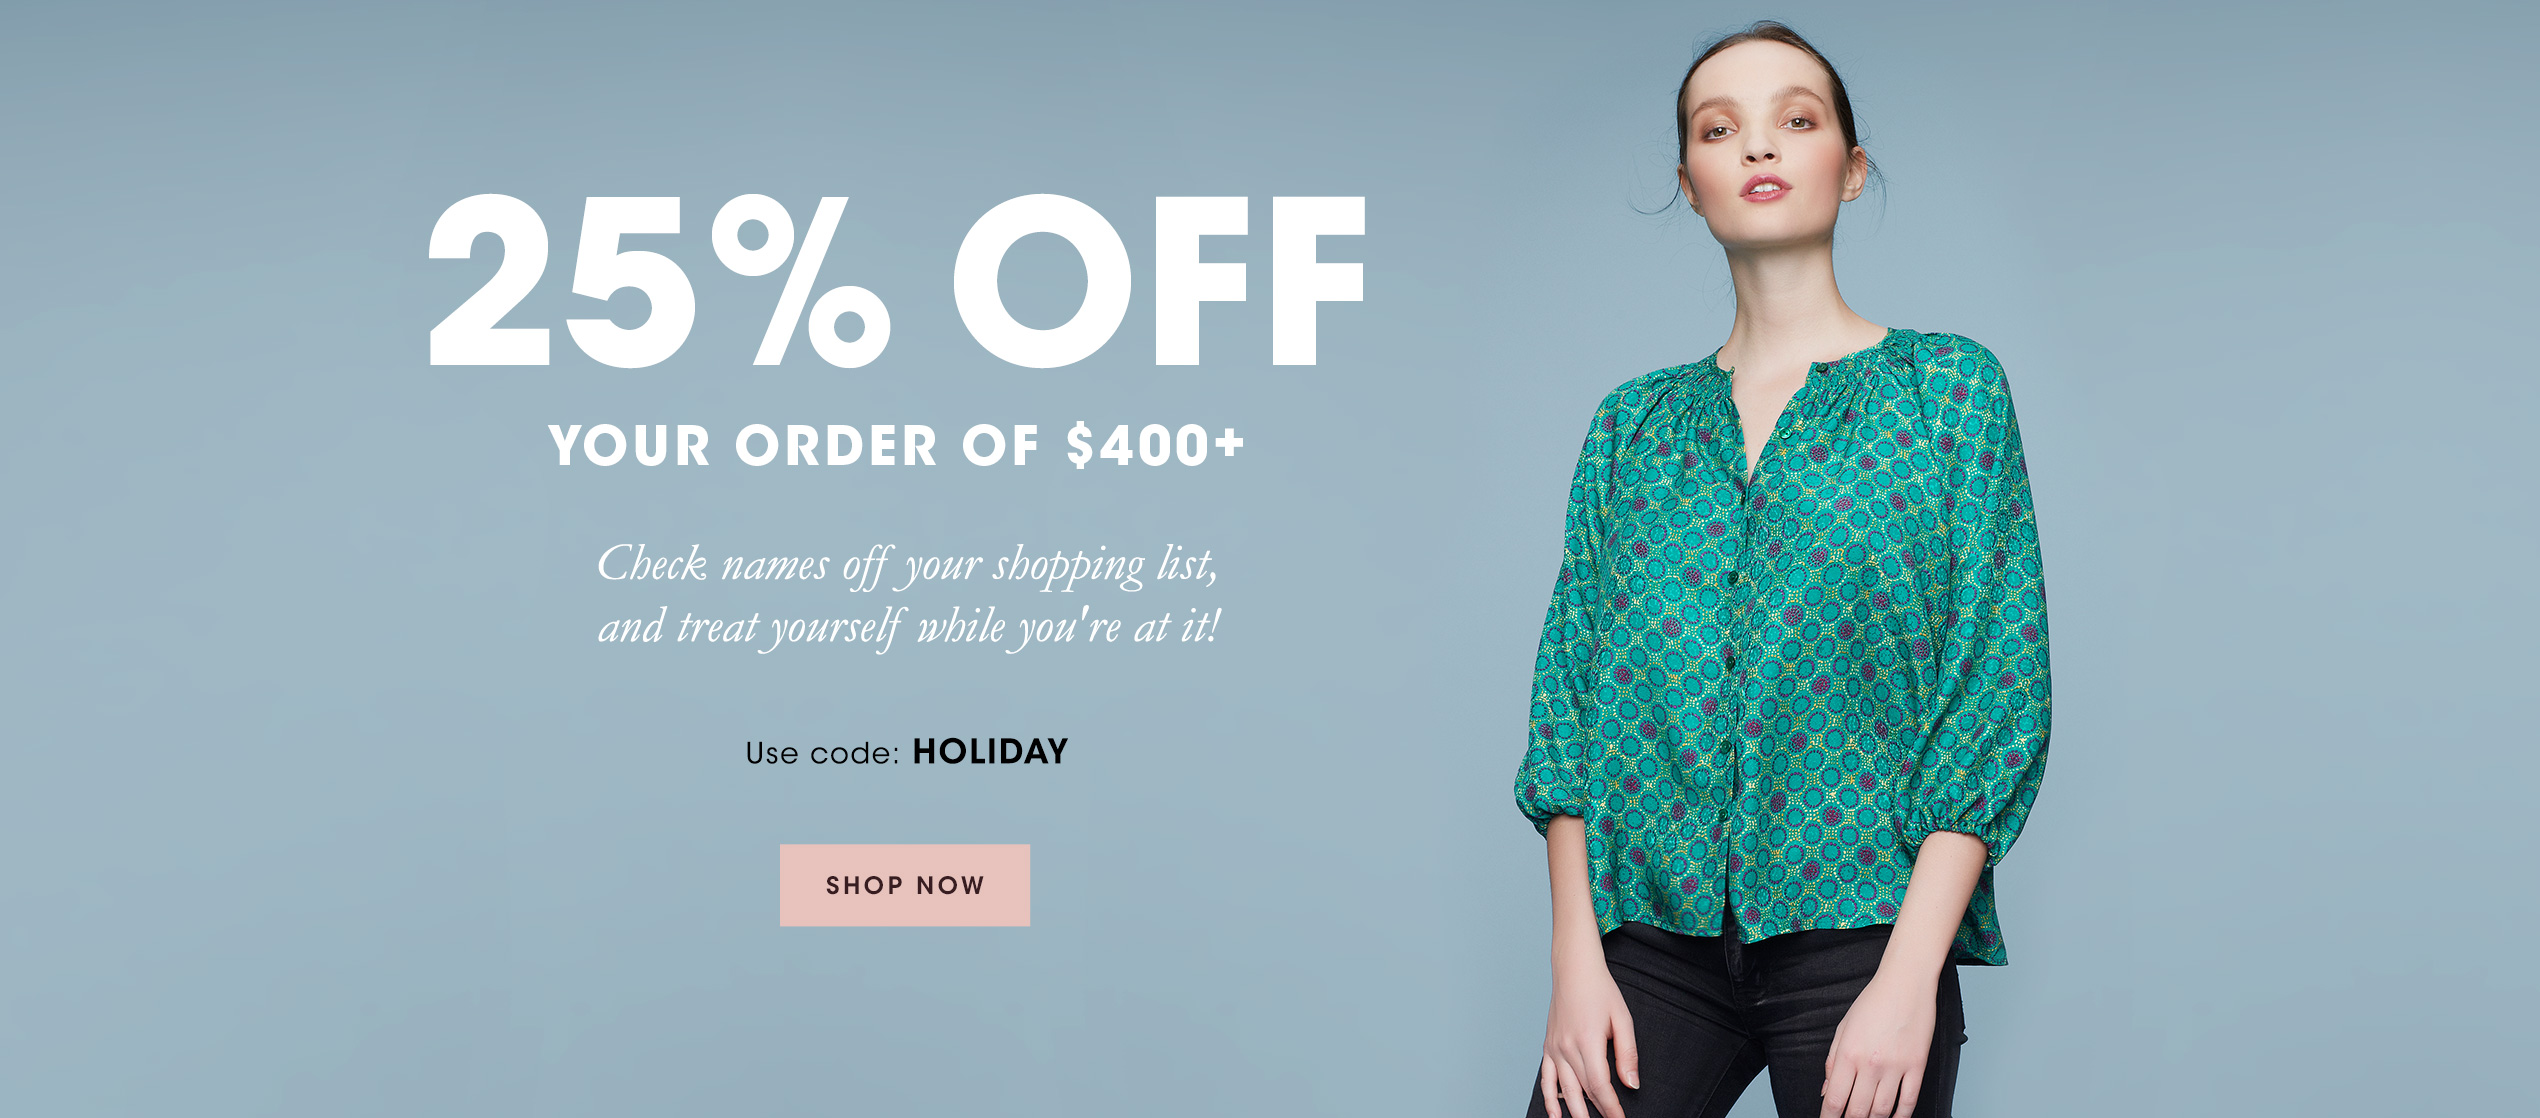 25% OFF
YOUR ORDER OF $400+
Check names off your shopping list,
and treat yourself while you're at it!
Use code: HOLIDAY
SHOP NOW